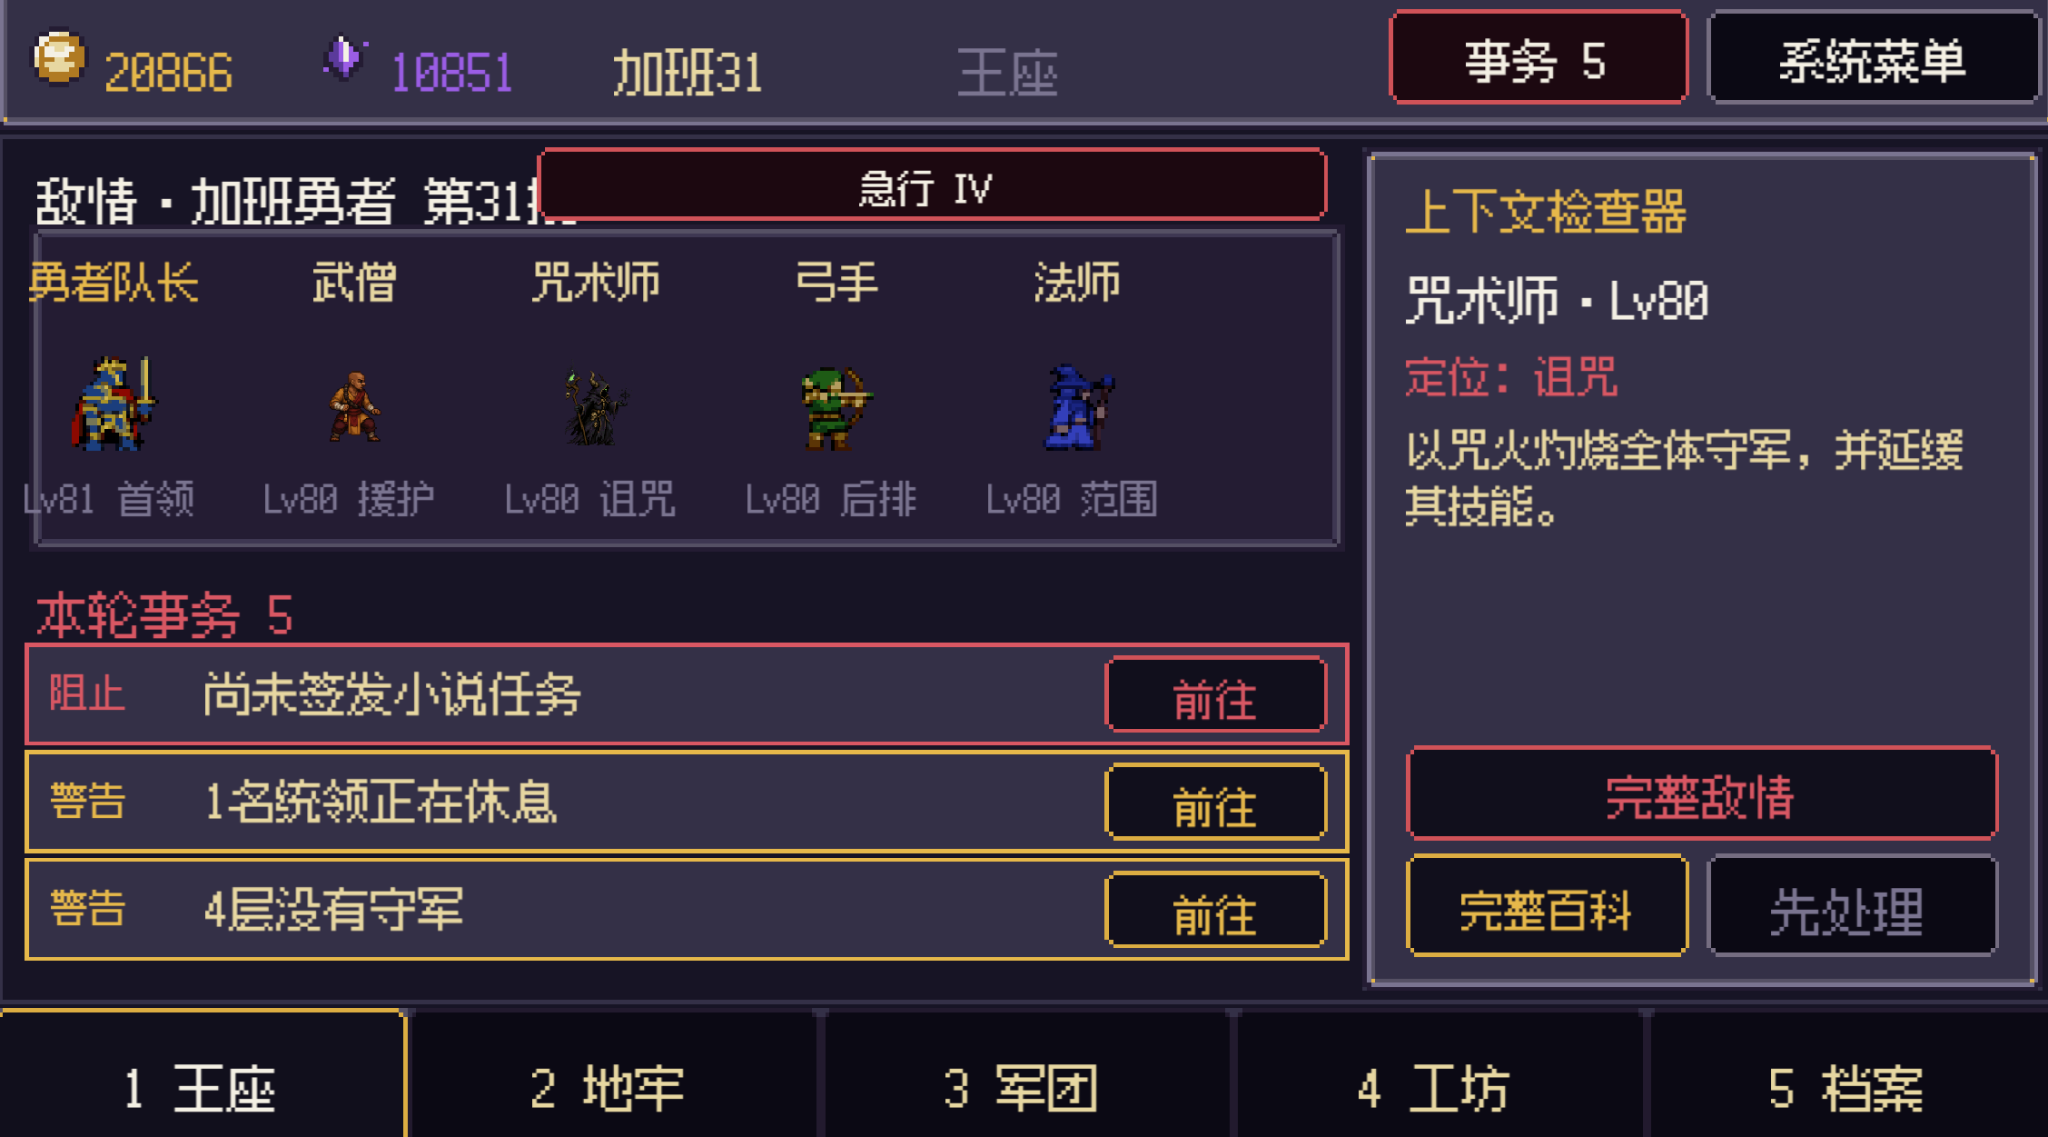 20866 10851 加班31 王座 事务 5 系统菜单
敌情·加班勇者 第31
急行 IV
勇者队长 武僧 咒术师 弓手 法师
Lv81 首领 Lv80 援护 Lv80 诅咒 Lv80 后排 Lv80 范围
本轮事务 5
阻止 尚未签发小说任务 前往
警告 1名统领正在休息 前往
警告 4层没有守军 前往
上下文检查器
咒术师·Lv80
定位：诅咒
以咒火灼烧全体守军，并延缓
其技能。
完整敌情
完整百科 先处理
1 王座 2 地牢 3 军团 4 工坊 5 档案